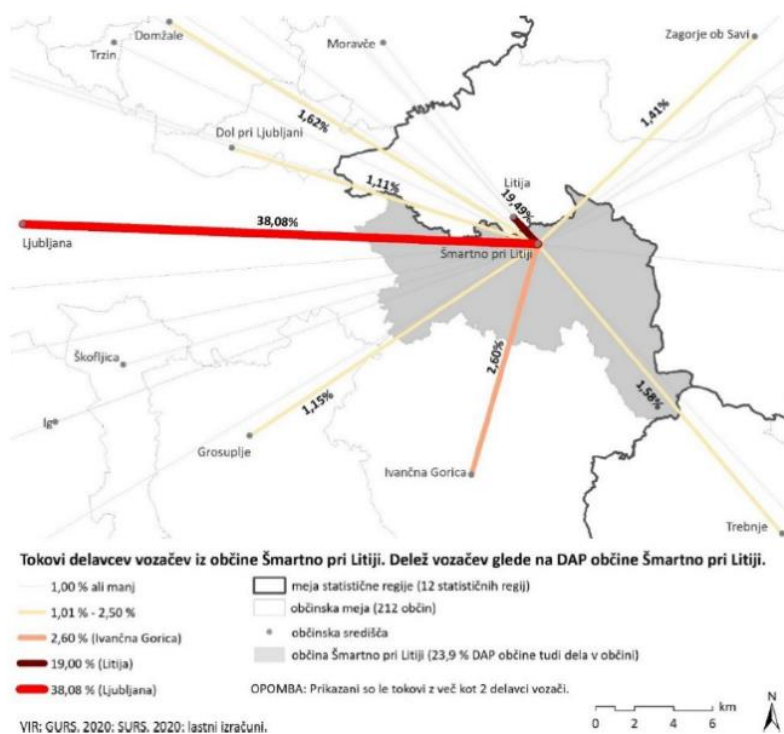 Domžale
Trzin
Moravče
Zagorje ob Savi
1,62%
1,41%
Dol pri Ljubljani
1,11%
Litija
19,49%
38,08%
Ljubljana
Šmartno pri Litiji
Škofljica
2,60%
1,58%
Ig
1,15%
Grosuplje
Ivančna Gorica
Trebnje
Tokovi delavcev vozačev iz občine Šmartno pri Litiji. Delež vozačev glede na DAP občine Šmartno pri Litiji.
1,00 % ali manj
1,01 % - 2,50 %
2,60 % (Ivančna Gorica)
19,00 % (Litija)
38,08 % (Ljubljana)
meja statistične regije (12 statističnih regij)
občinska meja (212 občin)
občinska središča
občina Šmartno pri Litiji (23,9 % DAP občine tudi dela v občini)
OPOMBA: Prikazani so le tokovi z več kot 2 delavci vozači.
VIR: GURS, 2020; SURS, 2020; lastni izračuni.
km
0 2 4 6
N